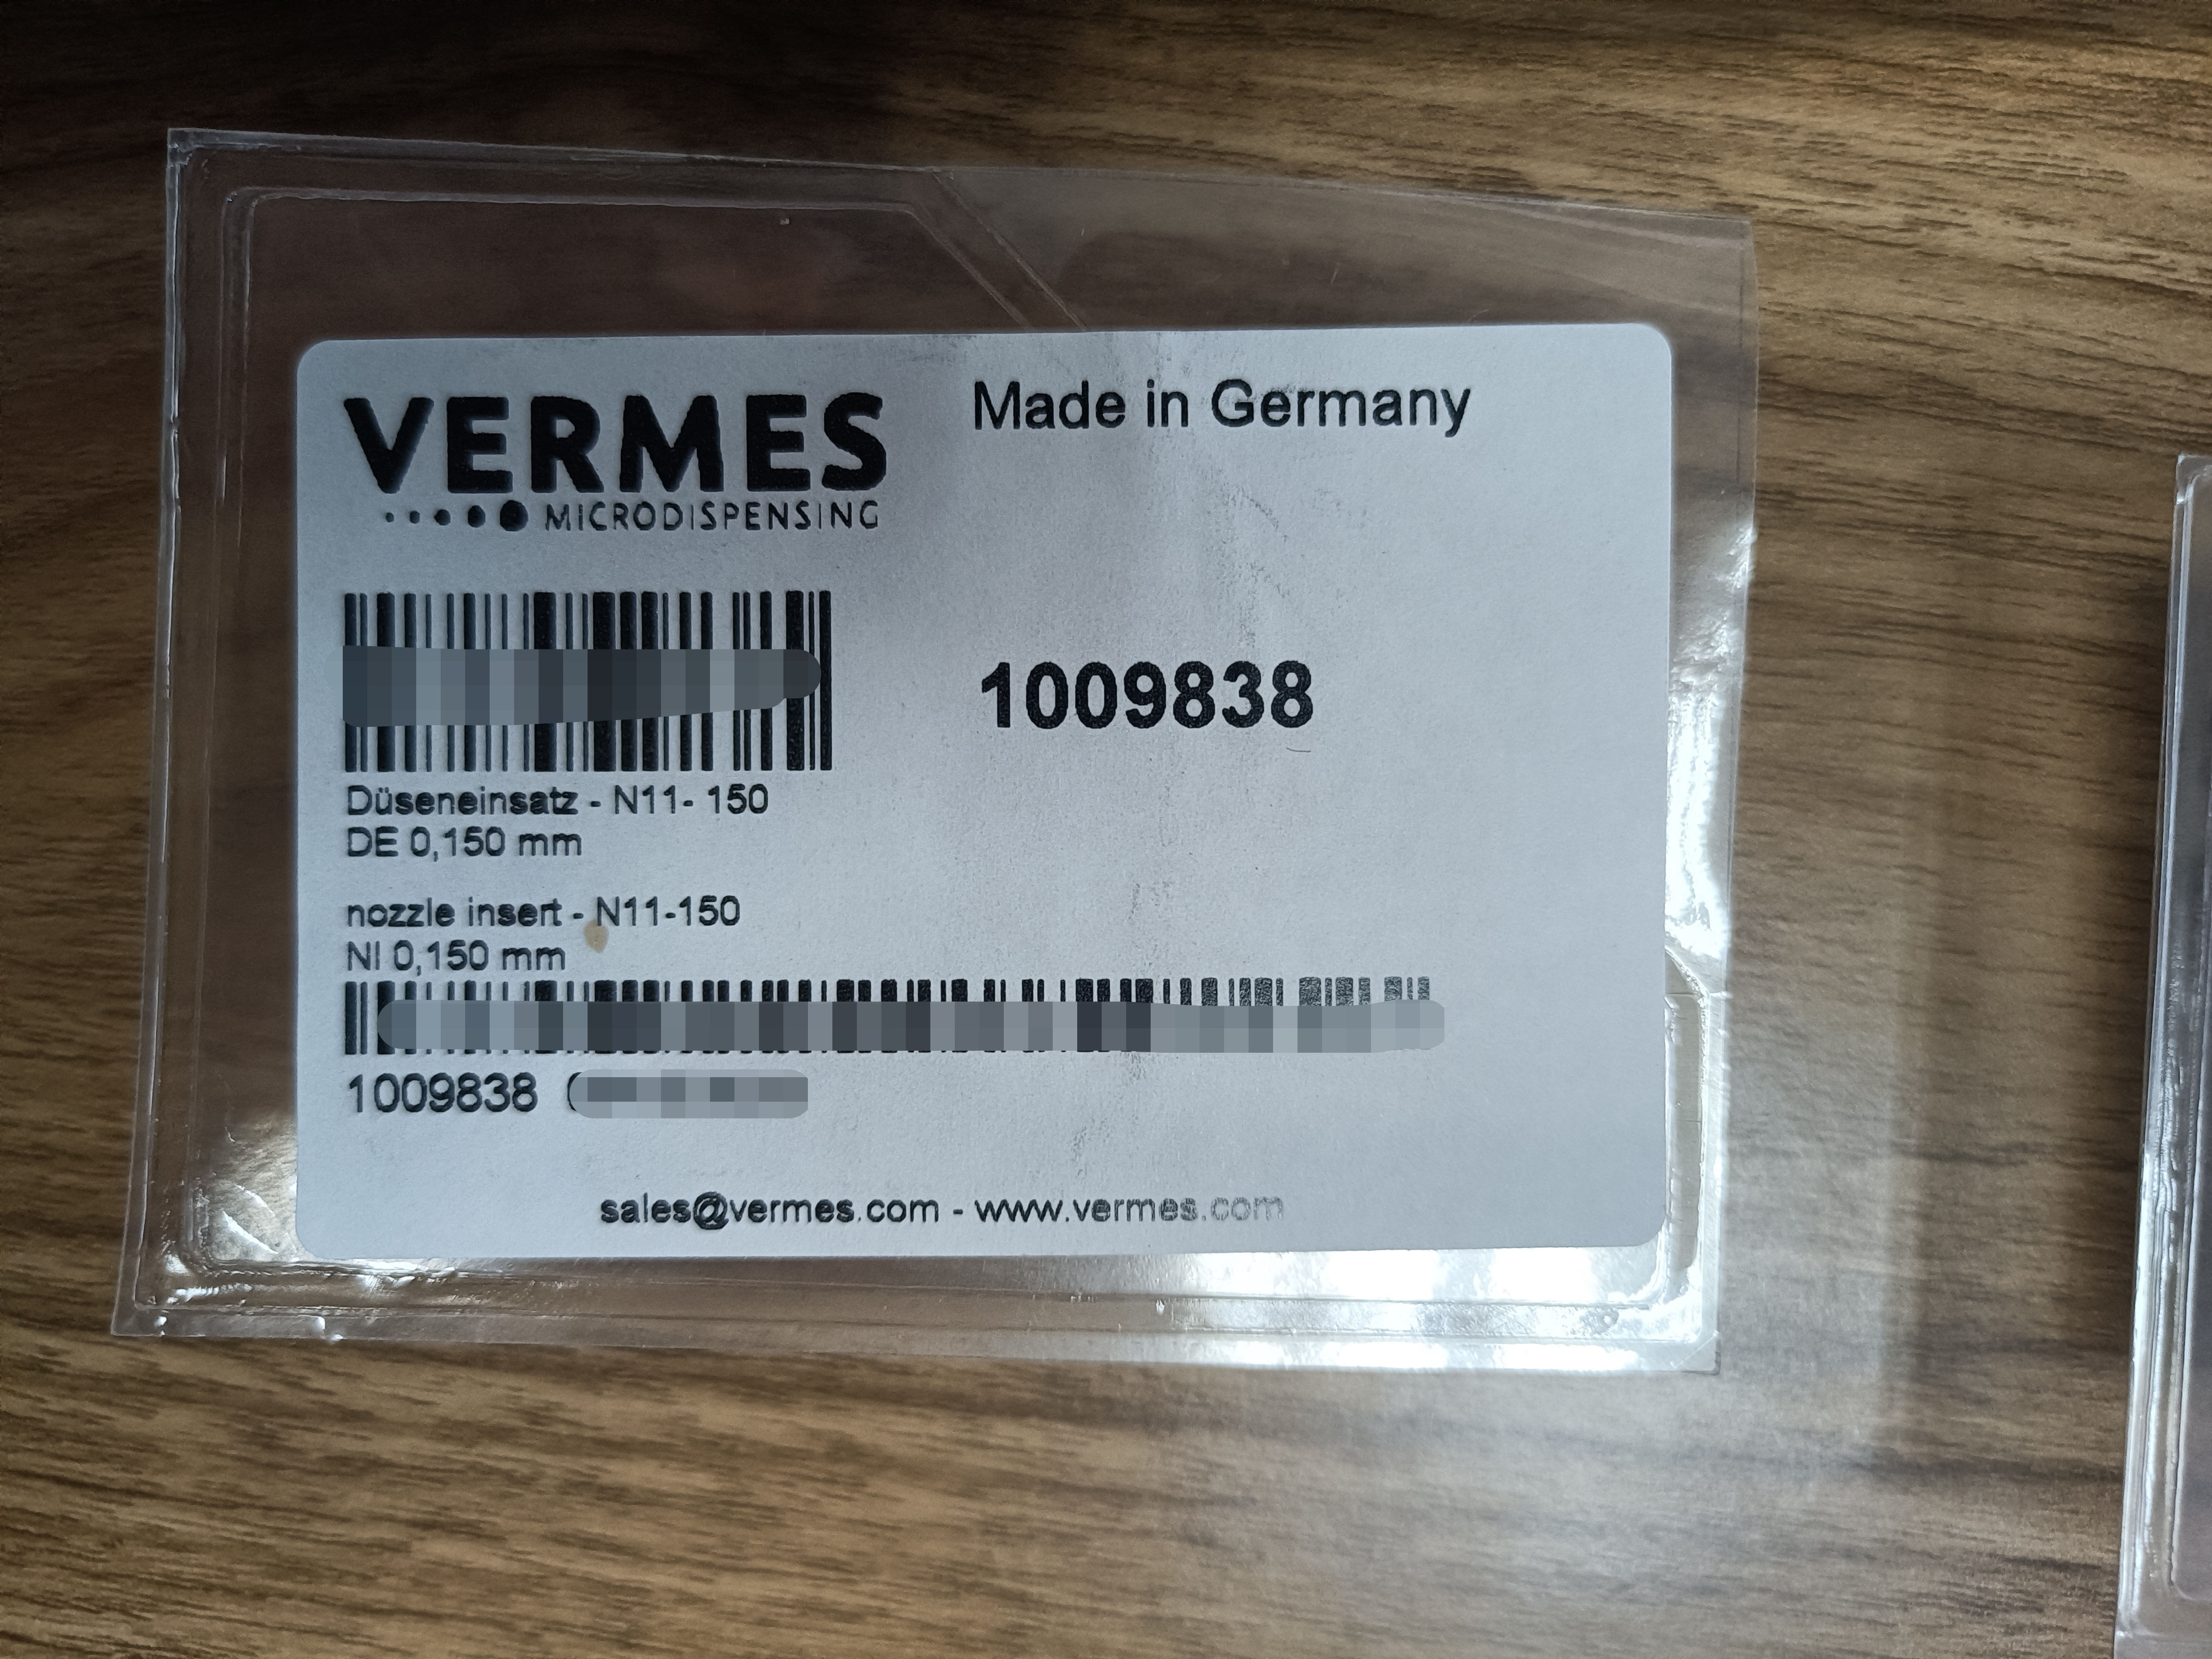 VERMES
MICRODISPENSING
Made in Germany
1009838
Düseneinsatz - N11- 150
DE 0,150 mm
nozzle insert - N11-150
NI 0,150 mm
1009838
sales@vermes.com - www.vermes.com